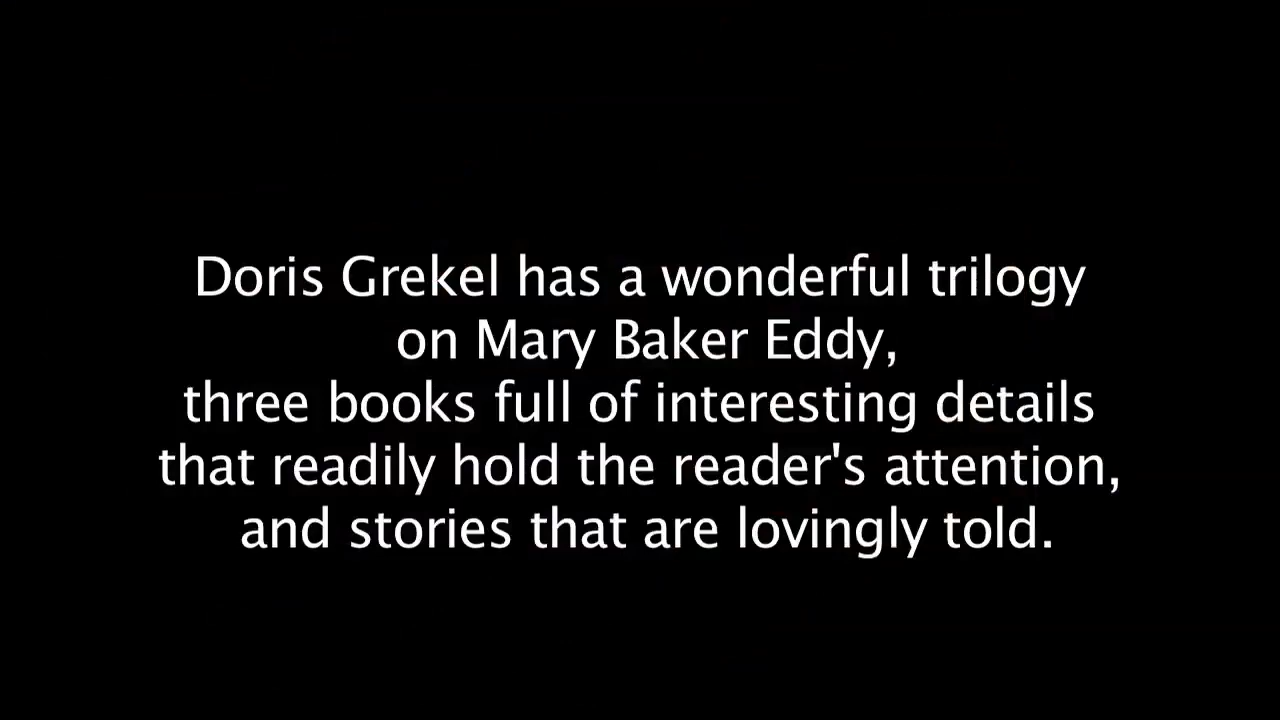 Doris Grekel has a wonderful trilogy
on Mary Baker Eddy,
three books full of interesting details
that readily hold the reader's attention,
and stories that are lovingly told.